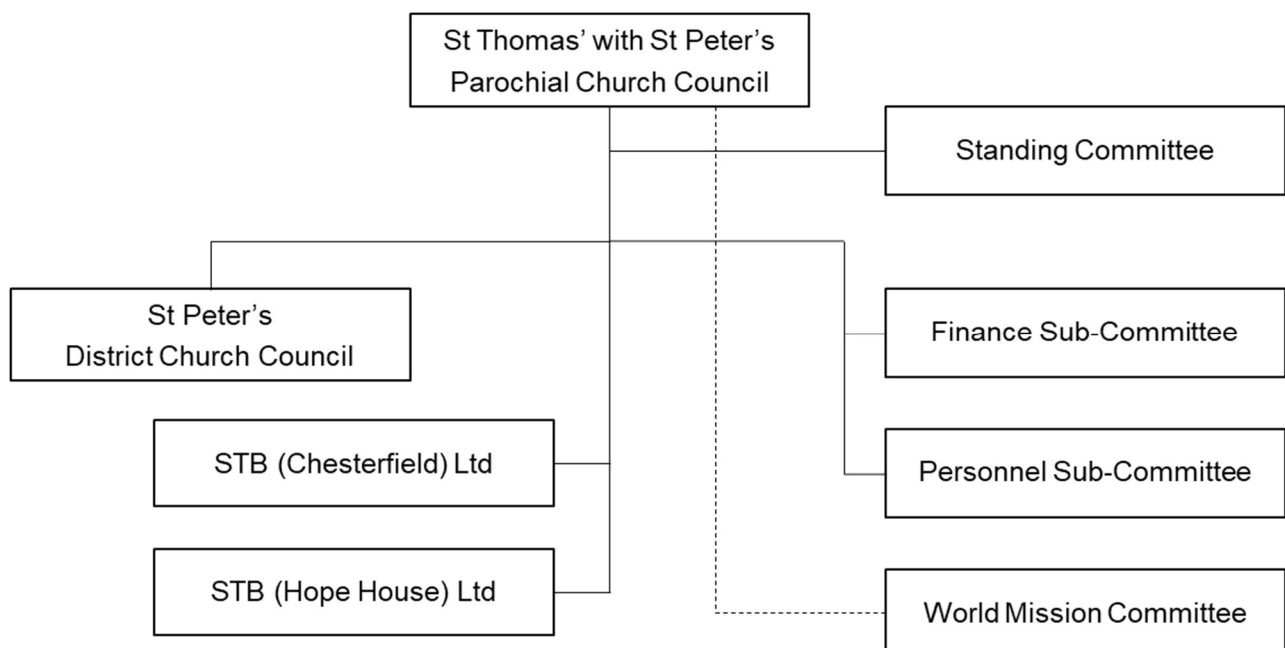 St Thomas’ with St Peter’s
Parochial Church Council
Standing Committee
St Peter’s
District Church Council
Finance Sub-Committee
STB (Chesterfield) Ltd
Personnel Sub-Committee
STB (Hope House) Ltd
World Mission Committee